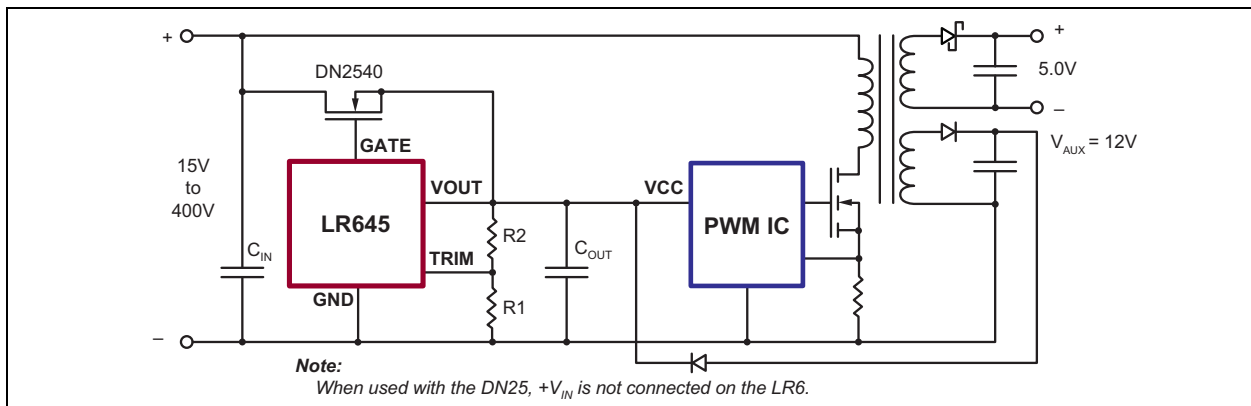 +
DN2540
GATE
15V
to
400V
VOUT
LR645
TRIM
GND
C_IN
R2
R1
C_OUT
VCC
PWM IC
+
5.0V
–
V_AUX = 12V
–
Note:
When used with the DN25, +V_IN is not connected on the LR6.